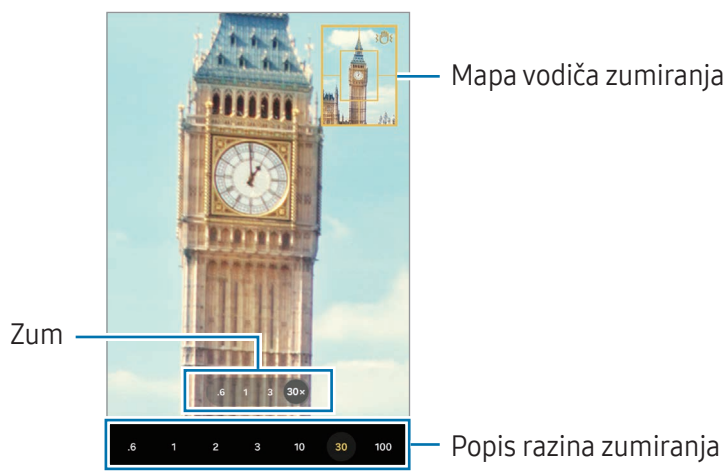 Mapa vodiča zumiranja
Zum
.6 1 3 30×
.6 1 2 3 10 30 100
Popis razina zumiranja